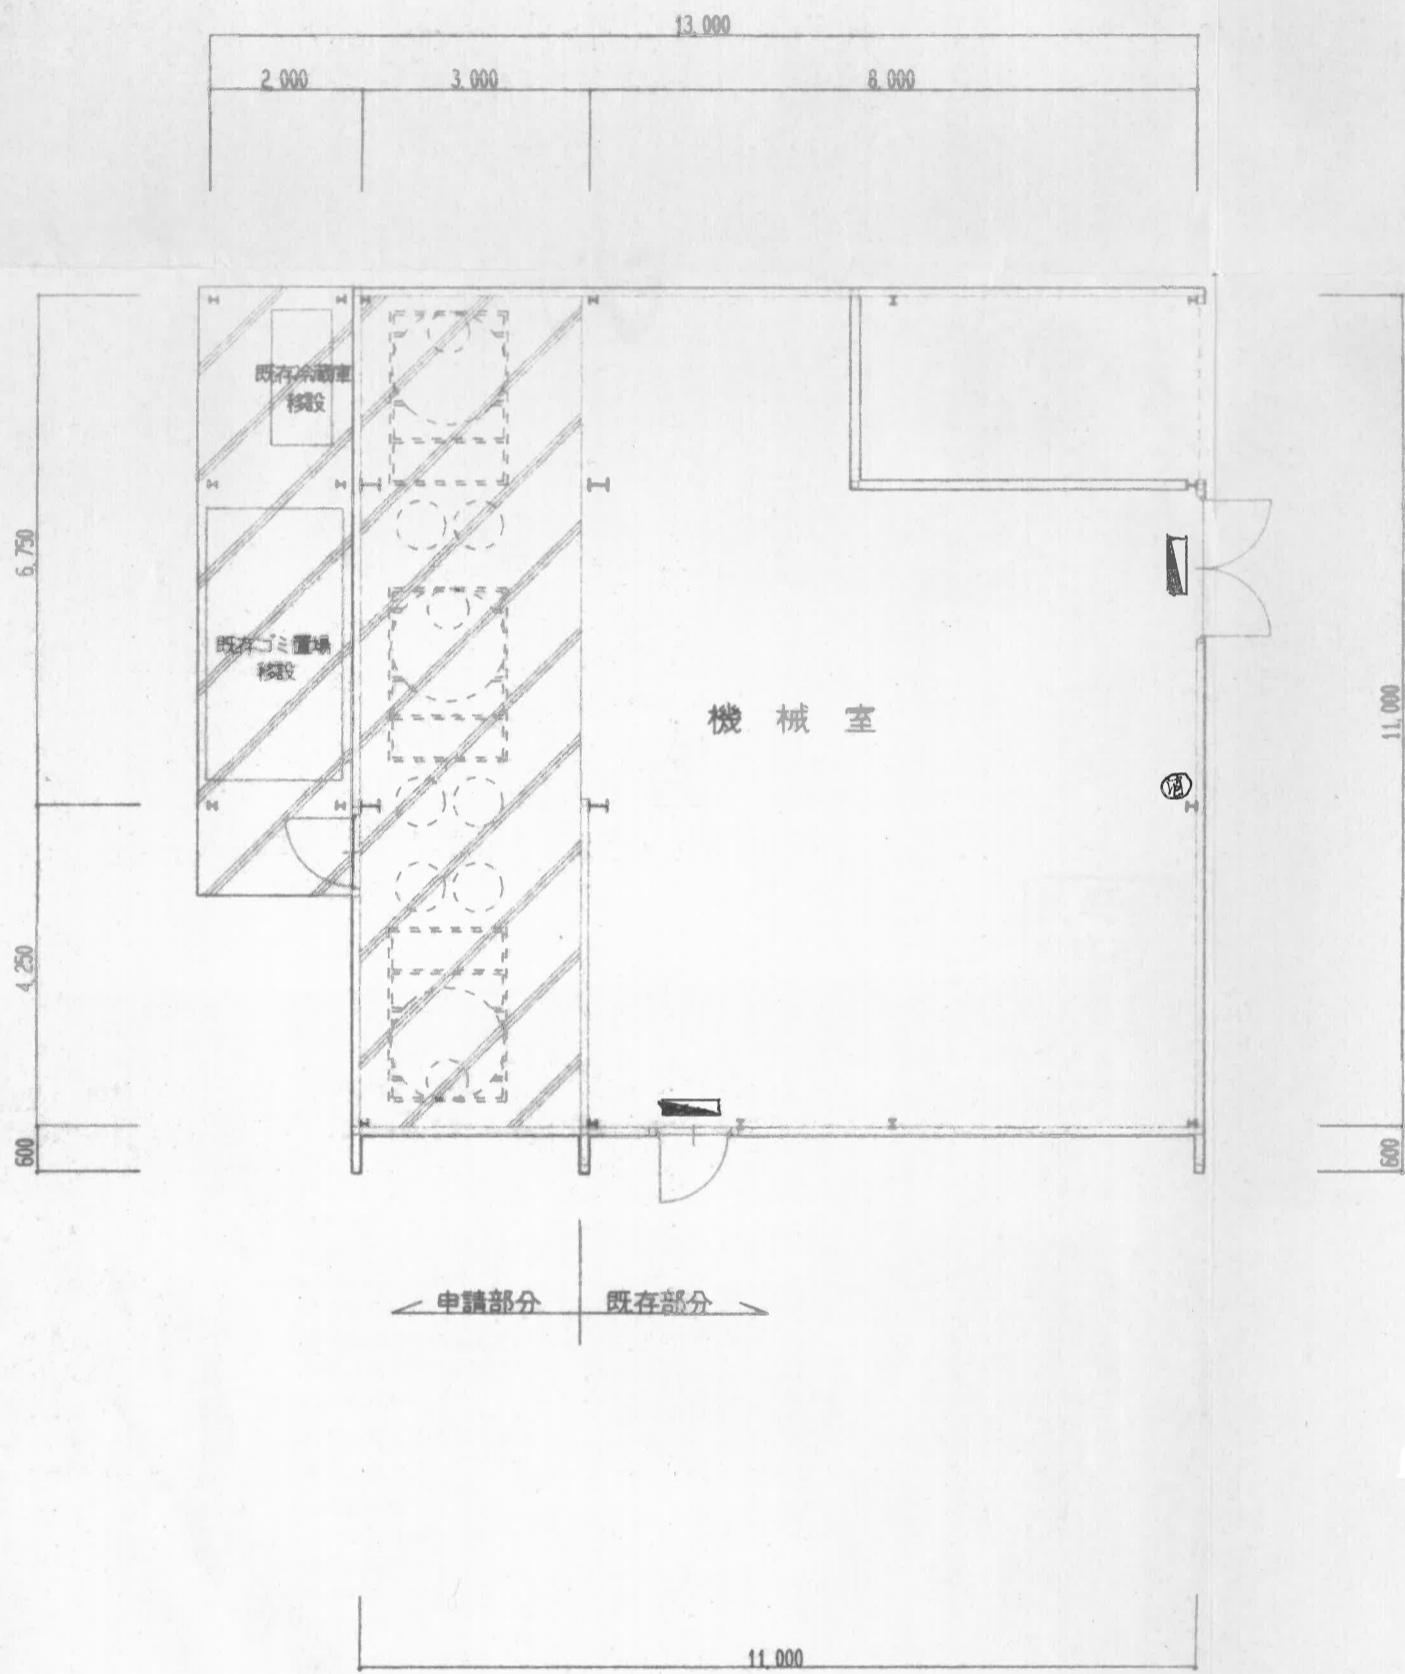 13,000
2,000
3,000
8,000
既存冷蔵庫
移設
6,750
既存ゴミ置場
移設
機 械 室
11,000
消
4,250
600
600
申請部分
既存部分
11,000